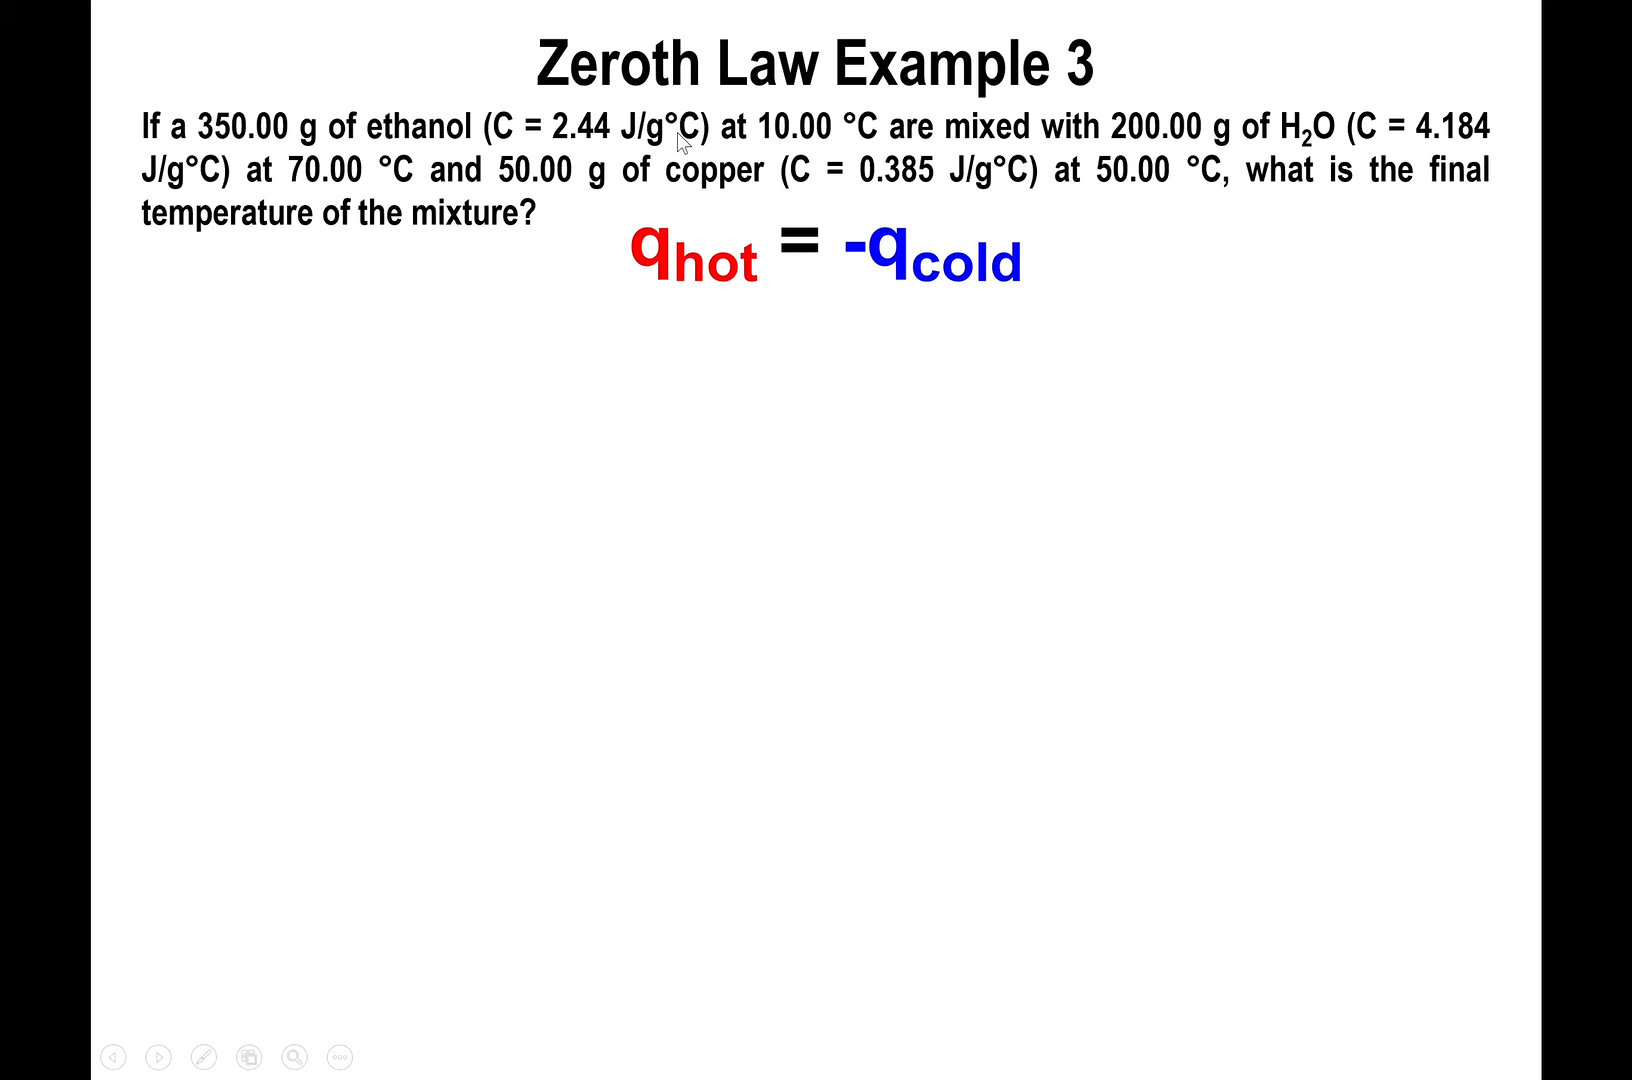 Zeroth Law Example 3
If a 350.00 g of ethanol (C = 2.44 J/g°C) at 10.00 °C are mixed with 200.00 g of H₂O (C = 4.184
J/g°C) at 70.00 °C and 50.00 g of copper (C = 0.385 J/g°C) at 50.00 °C, what is the final
temperature of the mixture?
qhot = -qcold